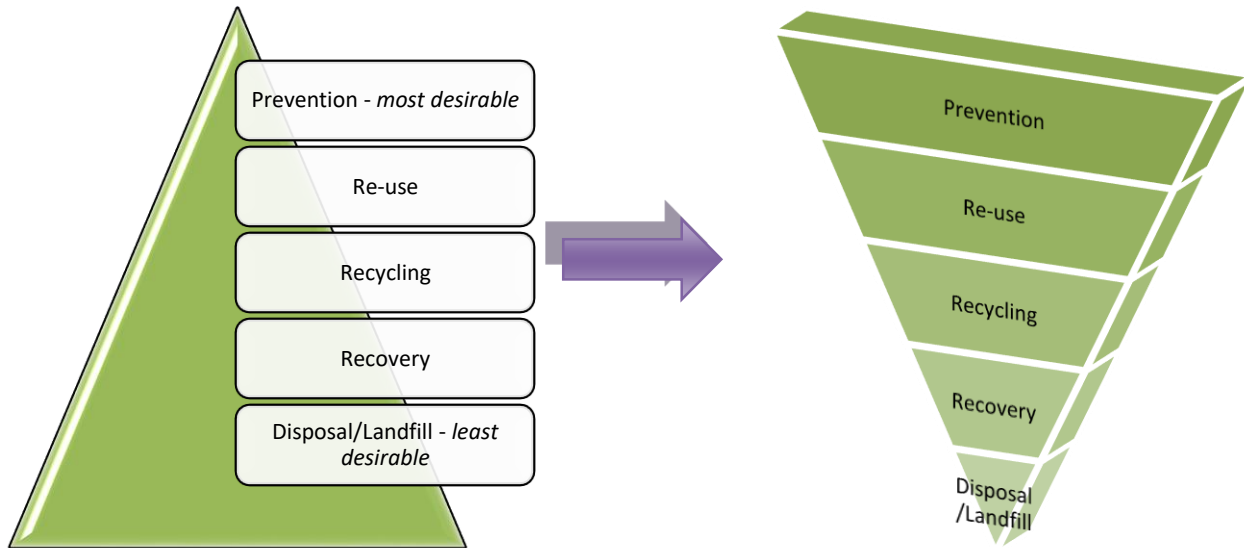 Prevention - most desirable
Re-use
Recycling
Recovery
Disposal/Landfill - least
desirable
Prevention
Re-use
Recycling
Recovery
Disposal
/Landfill